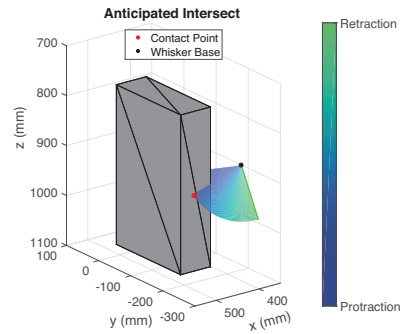 Anticipated Intersect
Contact Point
Whisker Base
700
800
900
1000
1100
z (mm)
100
0
-100
-200
-300
y (mm)
500
400
x (mm)
Retraction
Protraction